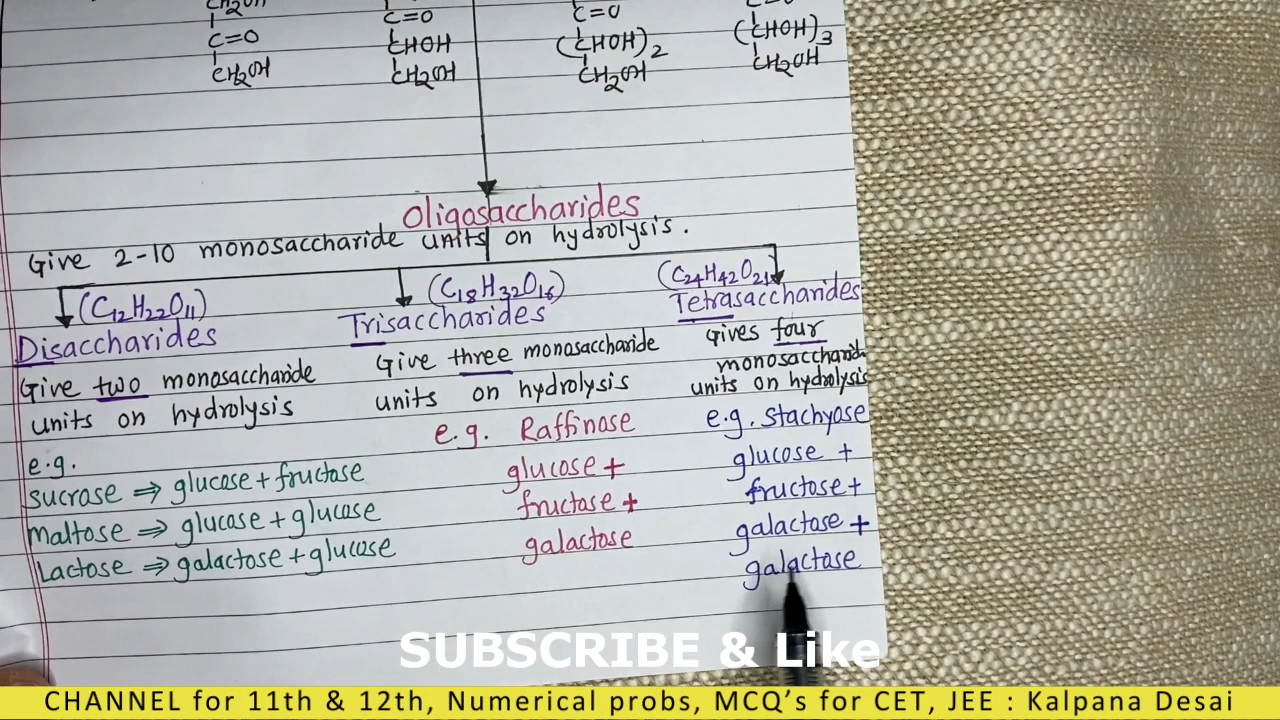 CH2OH C=O C=O
C=O CHOH (CHOH)2 (CHOH)3
CH2OH CH2OH CH2OH CH2OH
Oligosaccharides
Give 2-10 monosaccharide units on hydrolysis.
(C12H22O11) (C18H32O16) (C24H42O21)
Disaccharides Trisaccharides Tetrasaccharides
Give two monosaccharide
units on hydrolysis
e.g.
sucrose ⇒ glucose + fructose
maltose ⇒ glucose + glucose
Lactose ⇒ galactose + glucose
Give three monosaccharide
units on hydrolysis
e.g. Raffinose
glucose +
fructose +
galactose
Gives four
monosaccharide
units on hydrolysis
e.g. Stachyose
glucose +
fructose +
galactose +
galactose
SUBSCRIBE & Like
CHANNEL for 11th & 12th, Numerical probs, MCQ’s for CET, JEE : Kalpana Desai